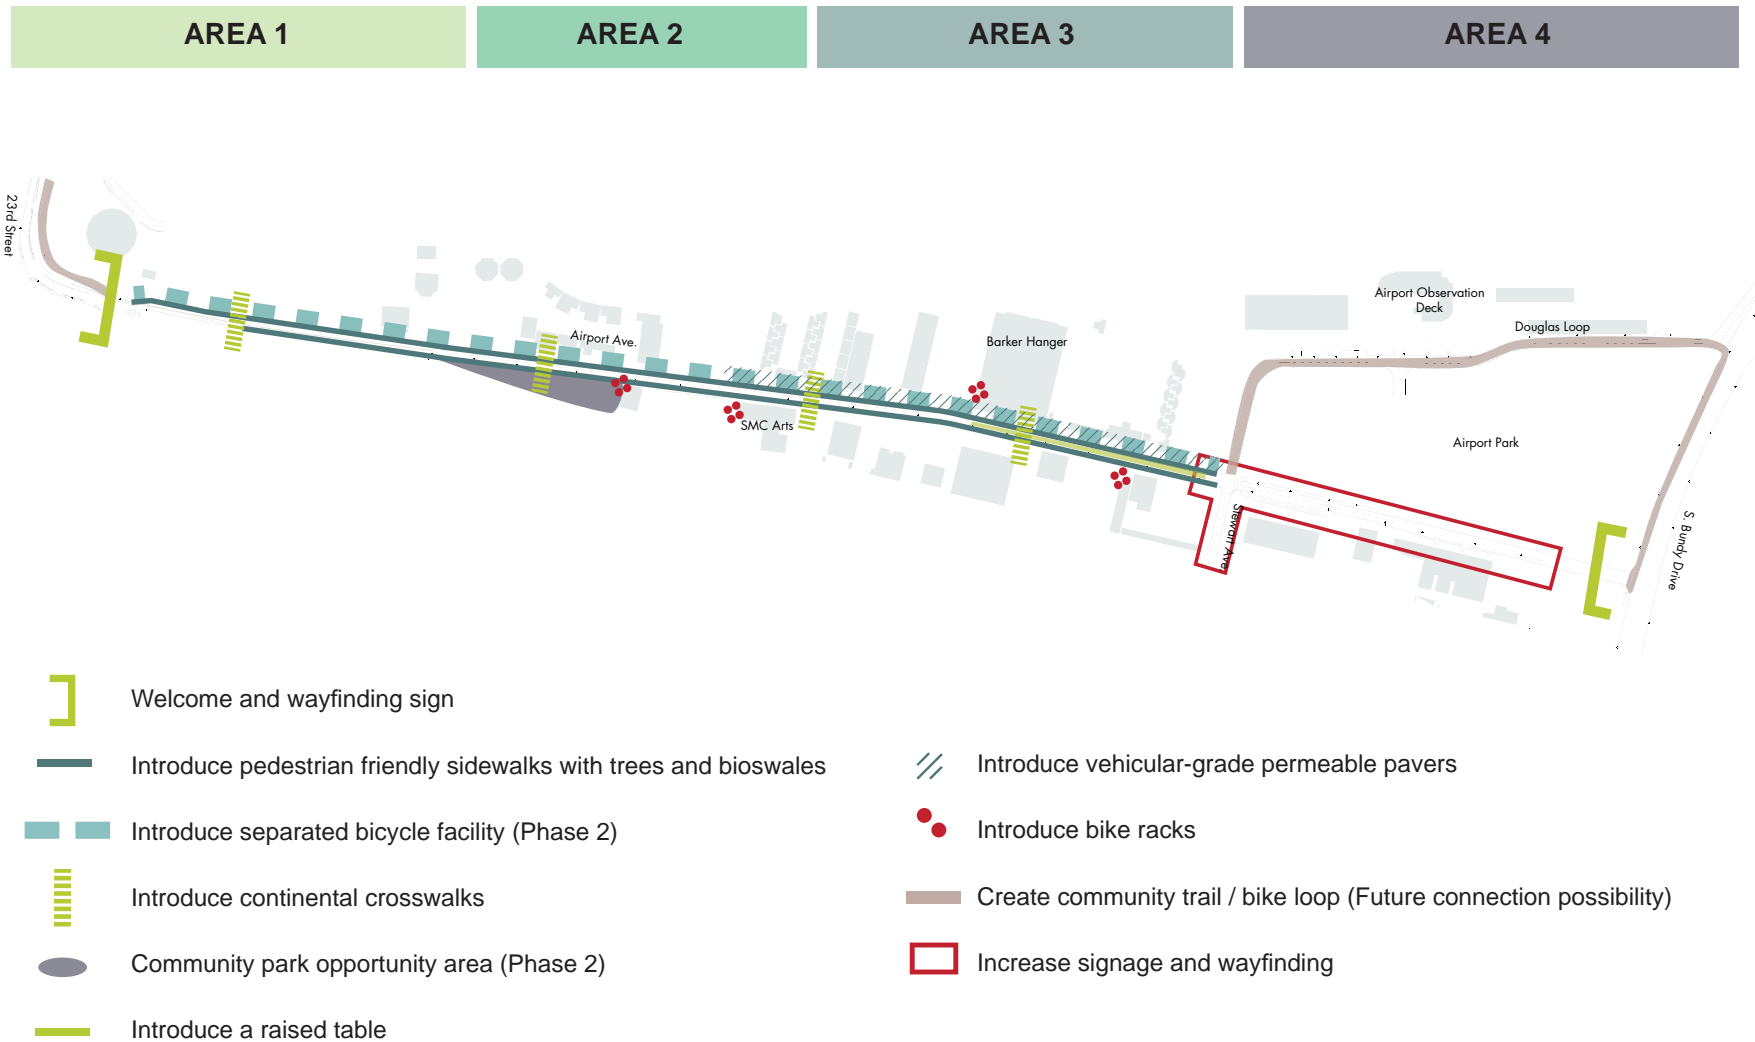 AREA 1
AREA 2
AREA 3
AREA 4
23rd Street
Airport Ave.
SMC Arts
Barker Hanger
Airport Observation
Deck
Douglas Loop
Airport Park
Stewart Ave
S. Bundy Drive
Welcome and wayfinding sign
Introduce pedestrian friendly sidewalks with trees and bioswales
Introduce separated bicycle facility (Phase 2)
Introduce continental crosswalks
Community park opportunity area (Phase 2)
Introduce a raised table
Introduce vehicular-grade permeable pavers
Introduce bike racks
Create community trail / bike loop (Future connection possibility)
Increase signage and wayfinding